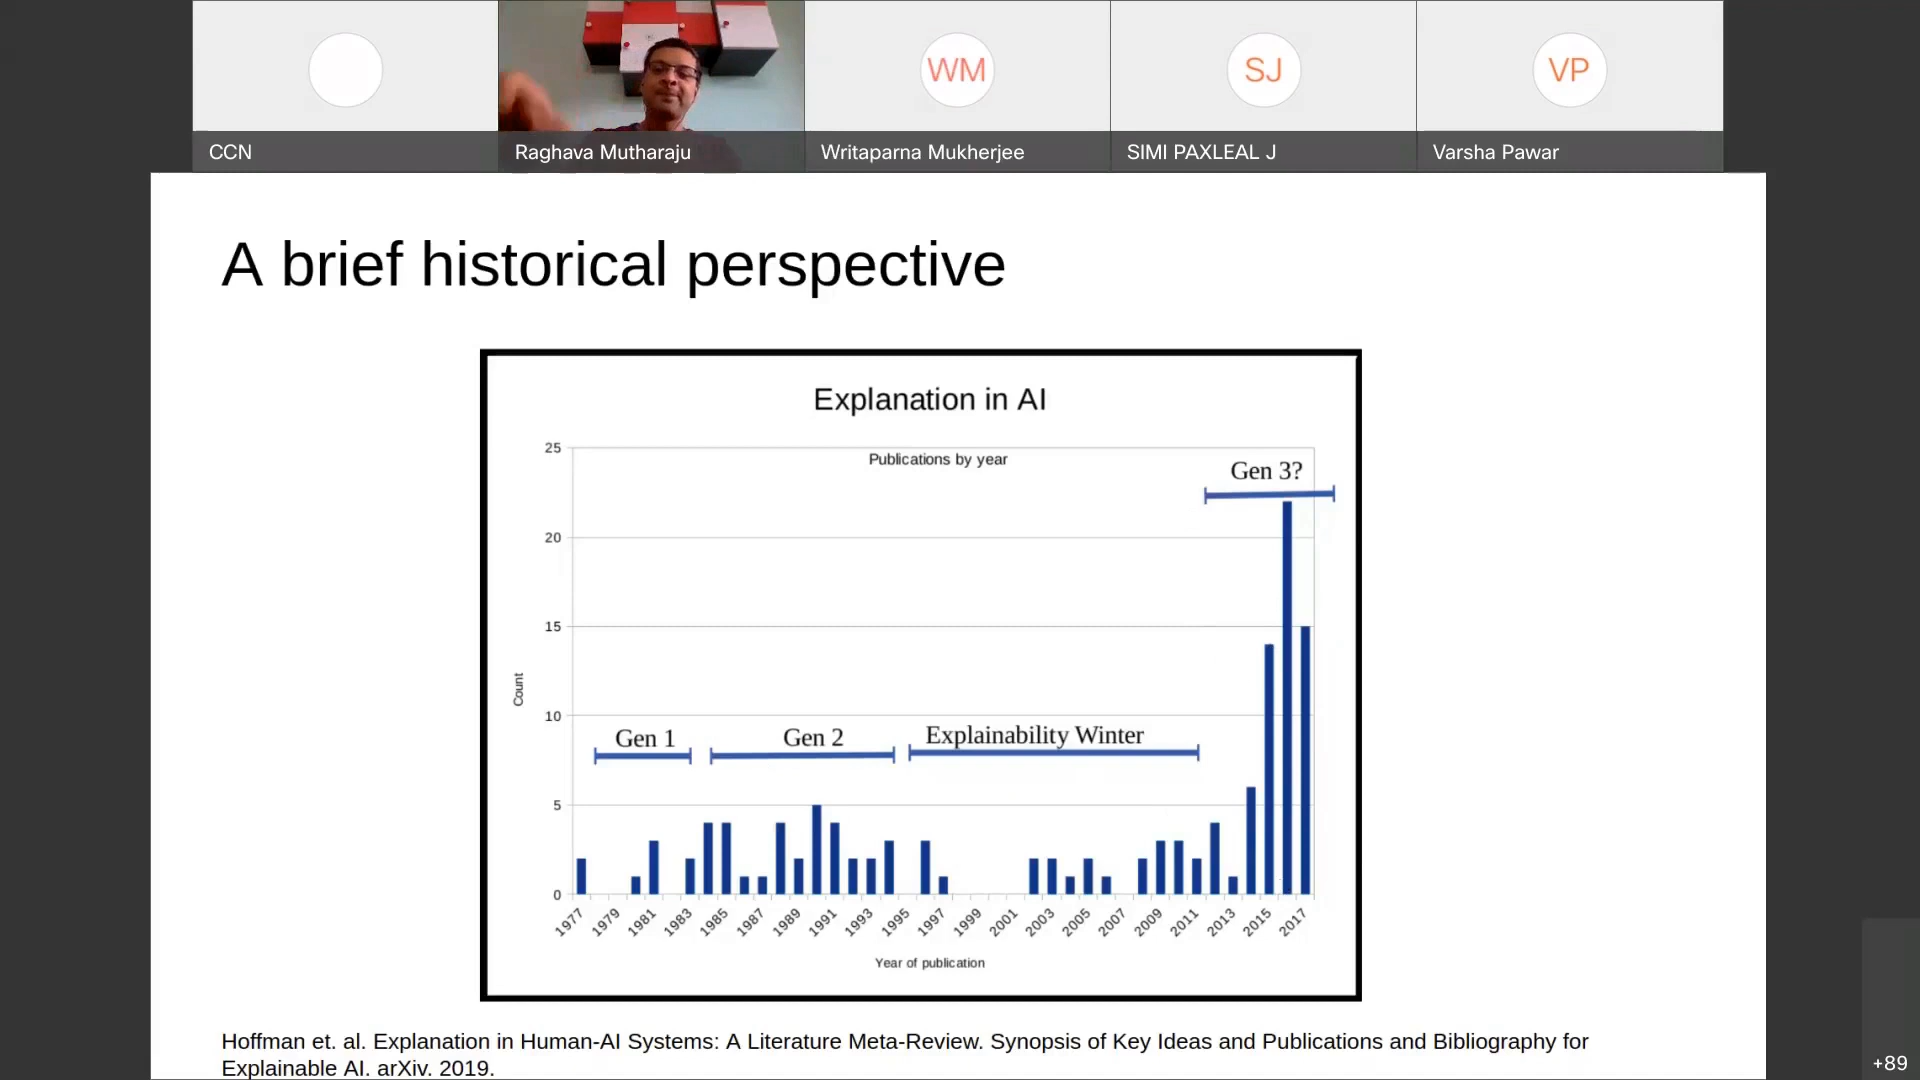 WM
SJ
VP
CCN
Raghava Mutharaju
Writaparna Mukherjee
SIMI PAXLEAL J
Varsha Pawar
A brief historical perspective
Explanation in AI
Publications by year
25
20
15
10
5
0
Count
Gen 1
Gen 2
Explainability Winter
Gen 3?
1977
1979
1981
1983
1985
1987
1989
1991
1993
1995
1997
1999
2001
2003
2005
2007
2009
2011
2013
2015
2017
Year of publication
Hoffman et. al. Explanation in Human-AI Systems: A Literature Meta-Review. Synopsis of Key Ideas and Publications and Bibliography for
Explainable AI. arXiv. 2019.
+89